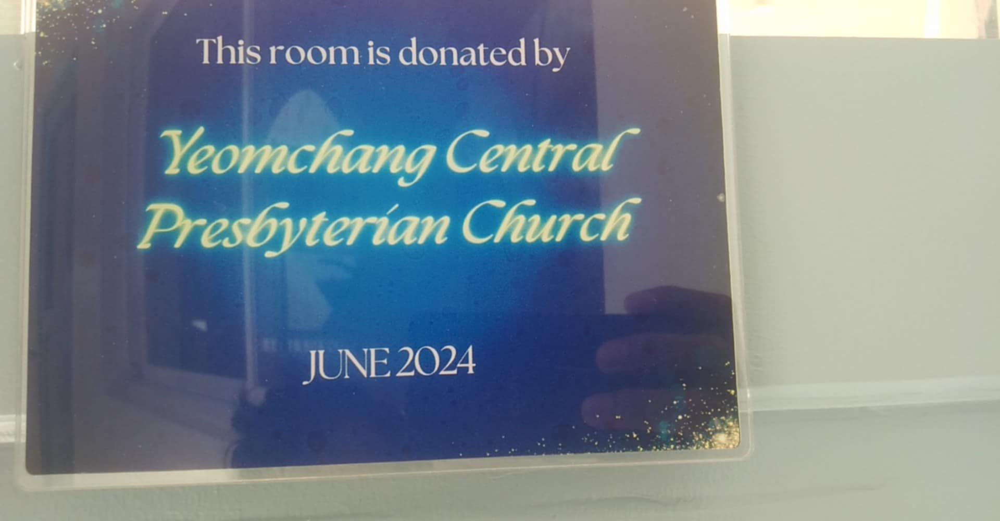 This room is donated by
Yeomchang Central
Presbyterian Church
JUNE 2024